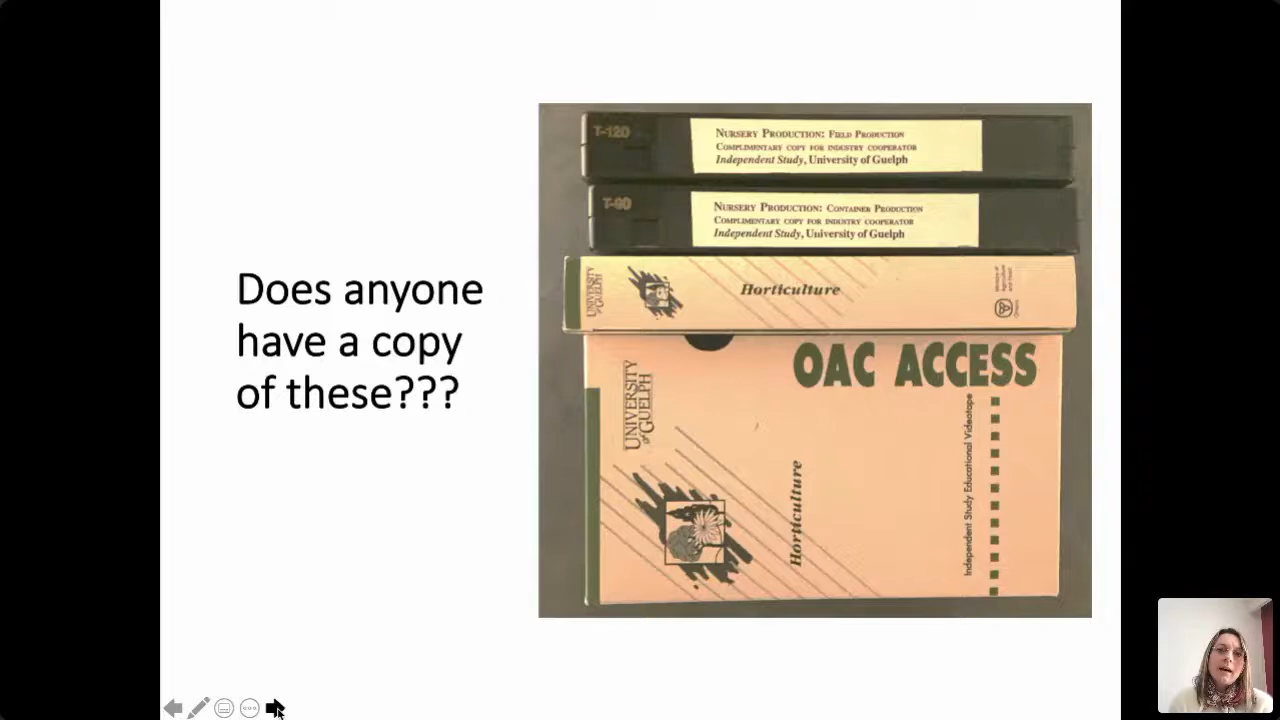 Does anyone
have a copy
of these???
T-120
NURSERY PRODUCTION: FIELD PRODUCTION
COMPLIMENTARY COPY FOR INDUSTRY COOPERATOR
Independent Study, University of Guelph
T-90
NURSERY PRODUCTION: CONTAINER PRODUCTION
COMPLIMENTARY COPY FOR INDUSTRY COOPERATOR
Independent Study, University of Guelph
UNIVERSITY
of GUELPH
Horticulture
OAC ACCESS
UNIVERSITY
of GUELPH
Horticulture
Independent Study Educational Videotape